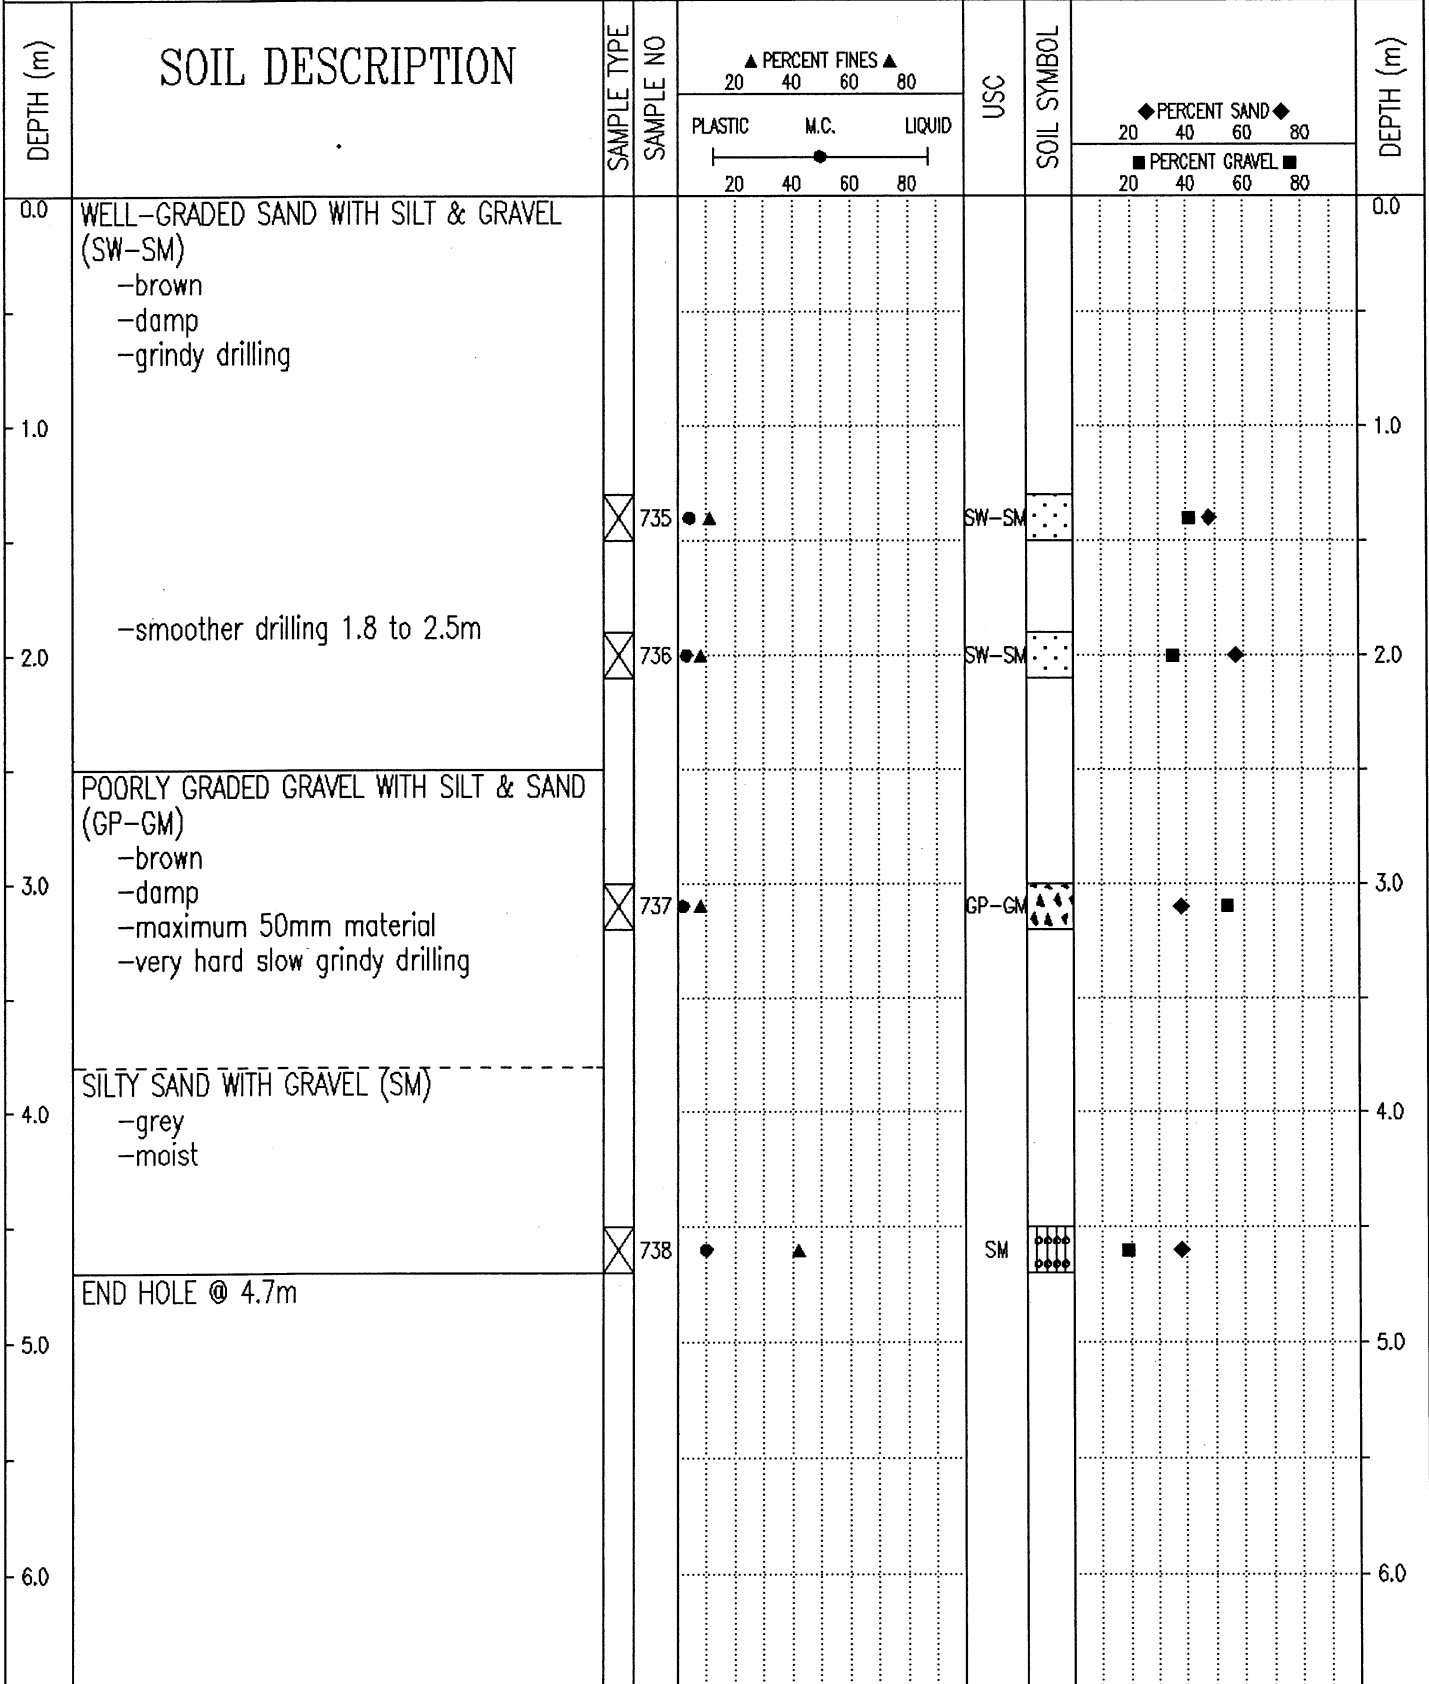 DEPTH (m)
SOIL DESCRIPTION
SAMPLE TYPE
SAMPLE NO
▲ PERCENT FINES ▲
20 40 60 80
PLASTIC M.C. LIQUID
20 40 60 80
USC
SOIL SYMBOL
◆PERCENT SAND◆
20 40 60 80
■ PERCENT GRAVEL ■
20 40 60 80
DEPTH (m)
0.0 WELL-GRADED SAND WITH SILT & GRAVEL 0.0
(SW-SM)
-brown
-damp
-grindy drilling
1.0 1.0
735 SW-SM
-smoother drilling 1.8 to 2.5m
2.0 736 SW-SM 2.0
POORLY GRADED GRAVEL WITH SILT & SAND
(GP-GM)
-brown
3.0 -damp 3.0
737 GP-GM
-maximum 50mm material
-very hard slow grindy drilling
SILTY SAND WITH GRAVEL (SM)
4.0 -grey 4.0
-moist
738 SM
END HOLE @ 4.7m
5.0 5.0
6.0 6.0